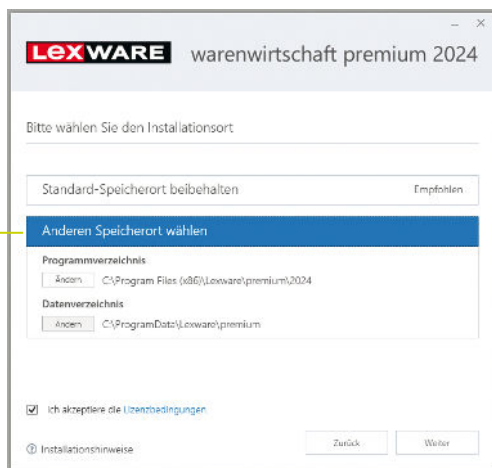 LEXWARE warenwirtschaft premium 2024
Bitte wählen Sie den Installationsort
Standard-Speicherort beibehalten Empfohlen
Anderen Speicherort wählen
Programmverzeichnis
Ändern C:\Program Files (x86)\Lexware\premium\2024
Datenverzeichnis
Ändern C:\ProgramData\Lexware\premium
Ich akzeptiere die Lizenzbedingungen
Installationshinweise Zurück Weiter